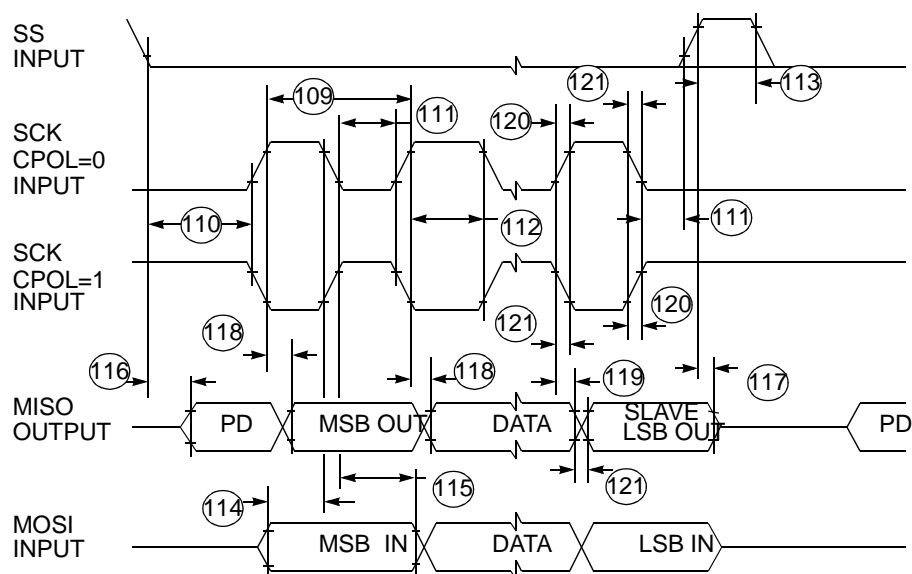 SS
INPUT
121
113
109
111
120
SCK
CPOL=0
INPUT
110
112
111
SCK
CPOL=1
INPUT
121
120
118
116
118
119
117
MISO
OUTPUT
PD
MSB OUT
DATA
SLAVE
LSB OUT
PD
121
115
114
MOSI
INPUT
MSB IN
DATA
LSB IN